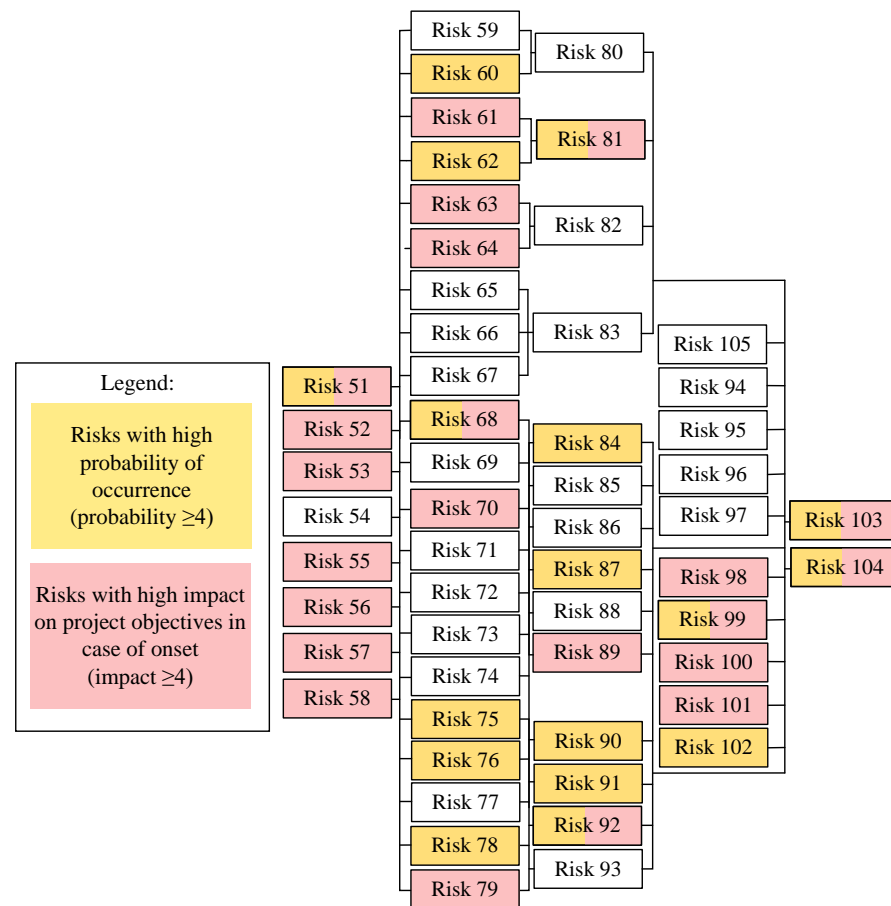 Legend:
Risks with high
probability of
occurrence
(probability ≥4)
Risks with high impact
on project objectives in
case of onset
(impact ≥4)
Risk 51
Risk 52
Risk 53
Risk 54
Risk 55
Risk 56
Risk 57
Risk 58
Risk 59
Risk 60
Risk 61
Risk 62
Risk 63
Risk 64
Risk 65
Risk 66
Risk 67
Risk 68
Risk 69
Risk 70
Risk 71
Risk 72
Risk 73
Risk 74
Risk 75
Risk 76
Risk 77
Risk 78
Risk 79
Risk 80
Risk 81
Risk 82
Risk 83
Risk 84
Risk 85
Risk 86
Risk 87
Risk 88
Risk 89
Risk 90
Risk 91
Risk 92
Risk 93
Risk 105
Risk 94
Risk 95
Risk 96
Risk 97
Risk 98
Risk 99
Risk 100
Risk 101
Risk 102
Risk 103
Risk 104